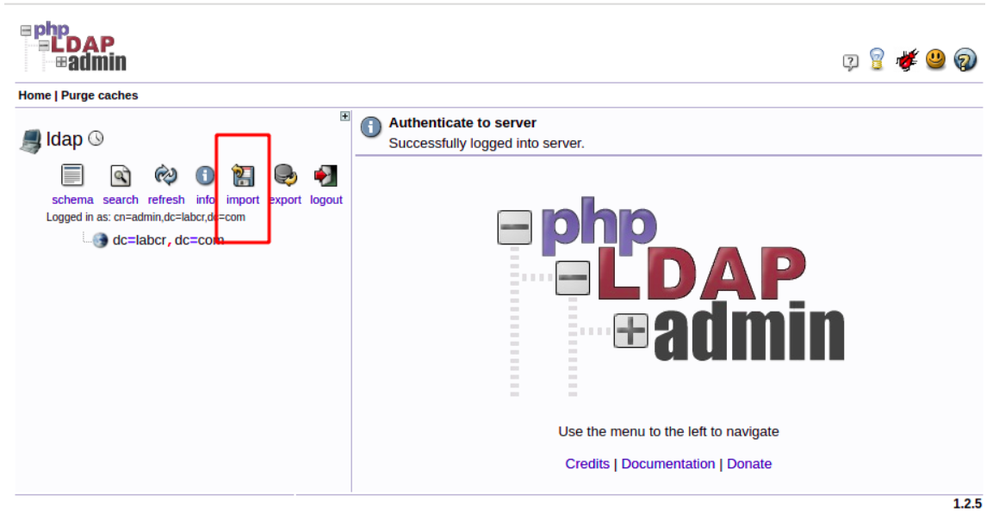 php
LDAP
admin
Home | Purge caches
ldap
schema search refresh info import export logout
Logged in as: cn=admin,dc=labcr,dc=com
dc=labcr, dc=com
Authenticate to server
Successfully logged into server.
php
LDAP
admin
Use the menu to the left to navigate
Credits | Documentation | Donate
1.2.5